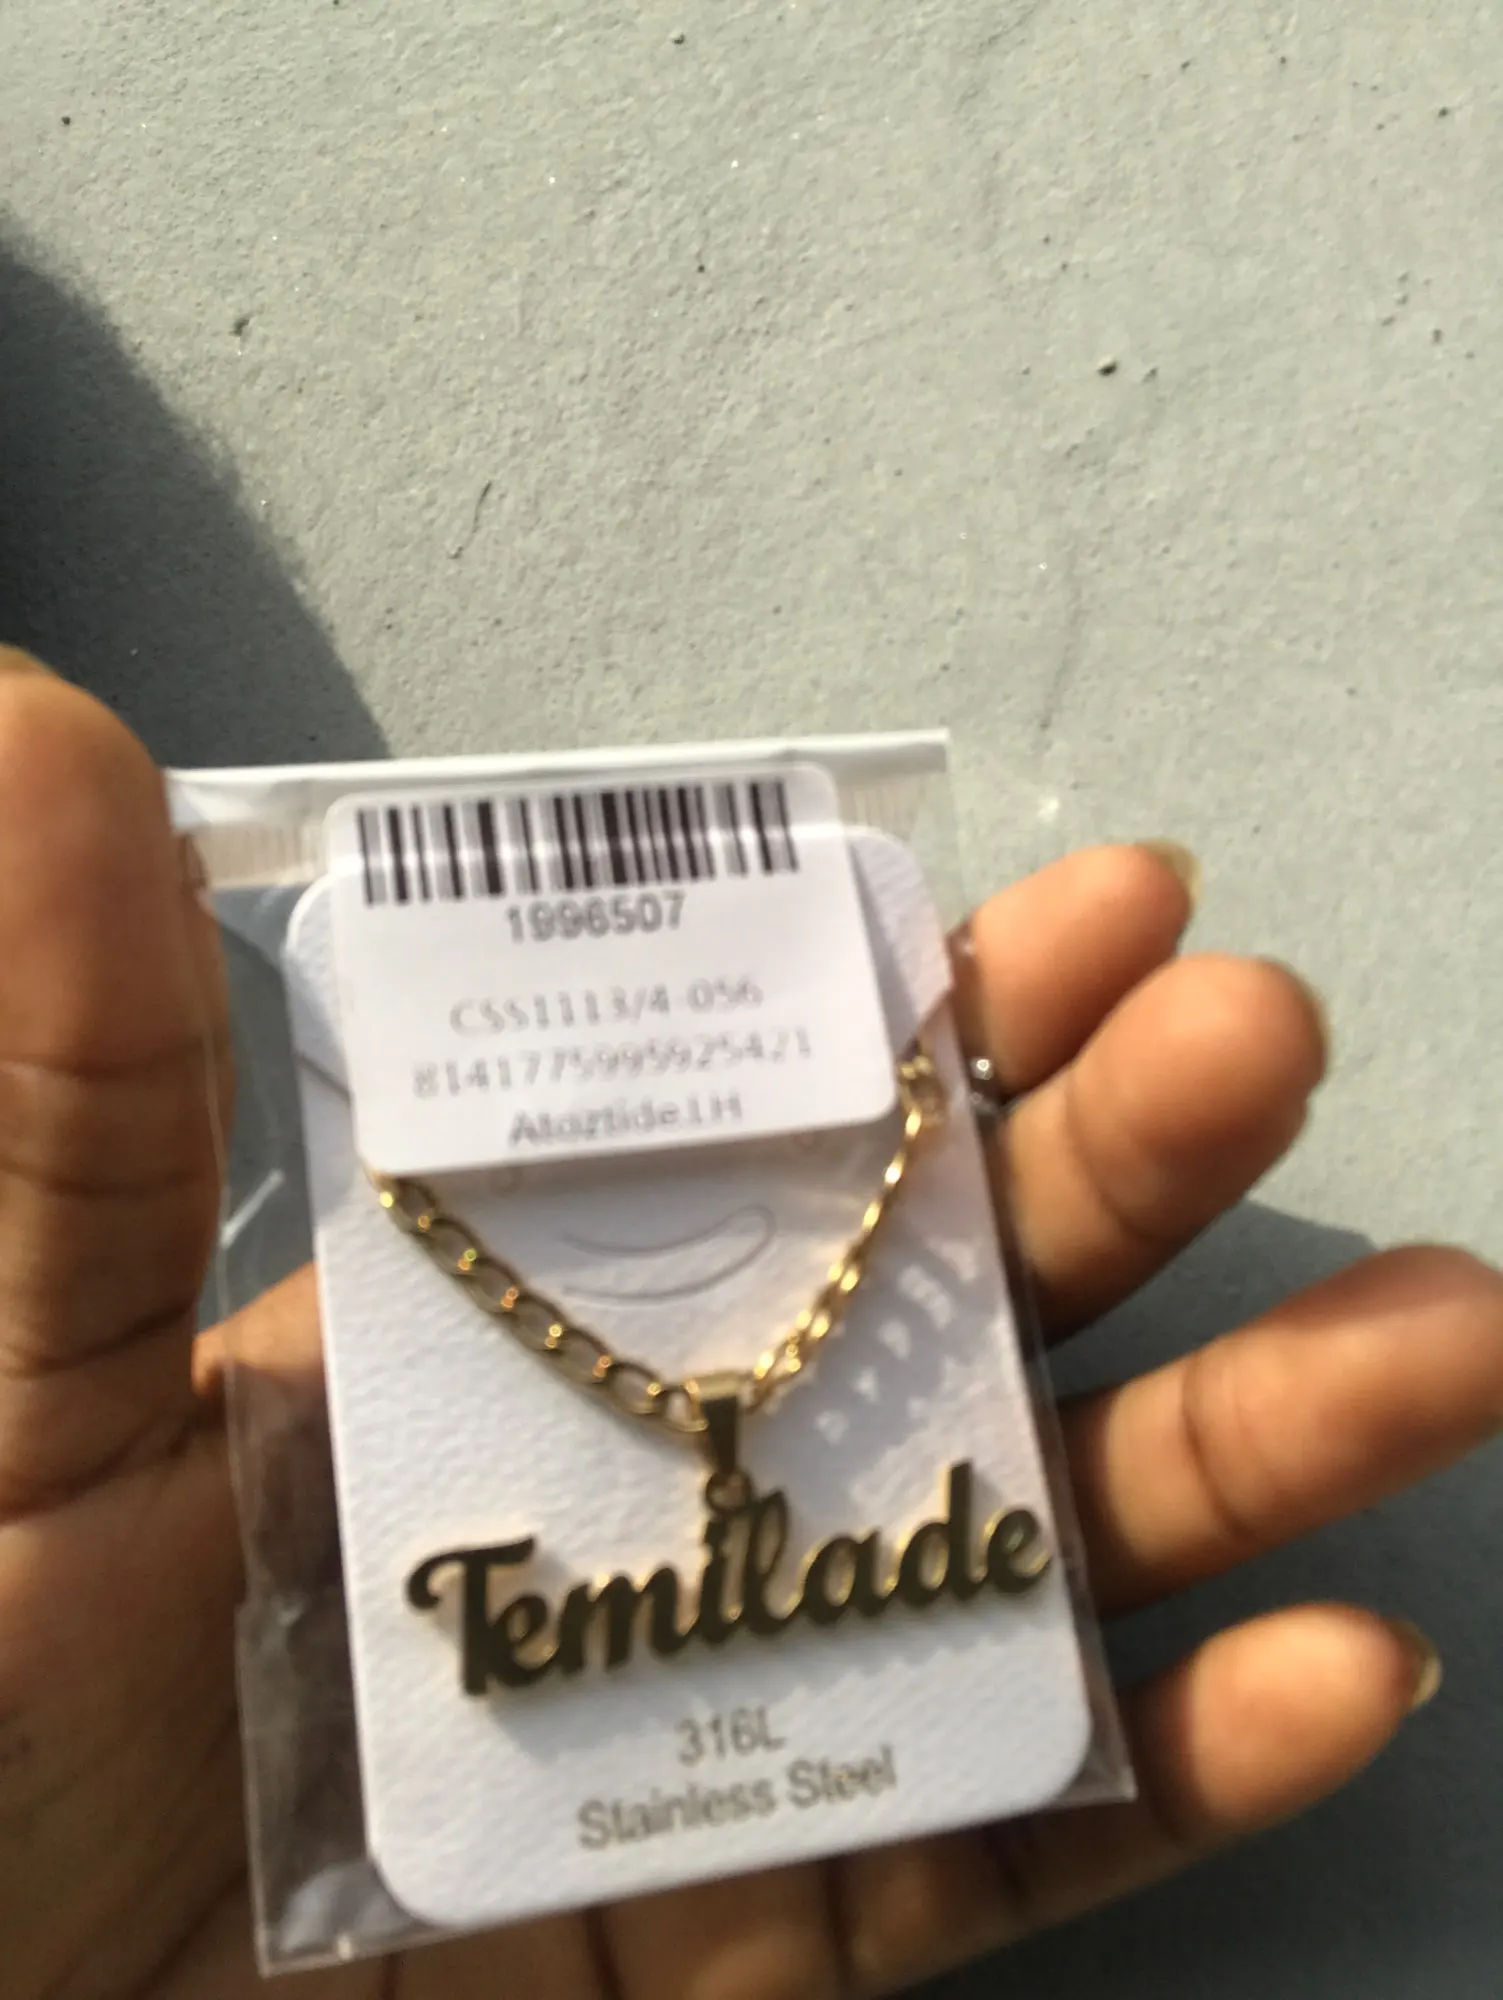 1996507
CSS1113/4-056
8141775995925421
Temilade
316L
Stainless Steel